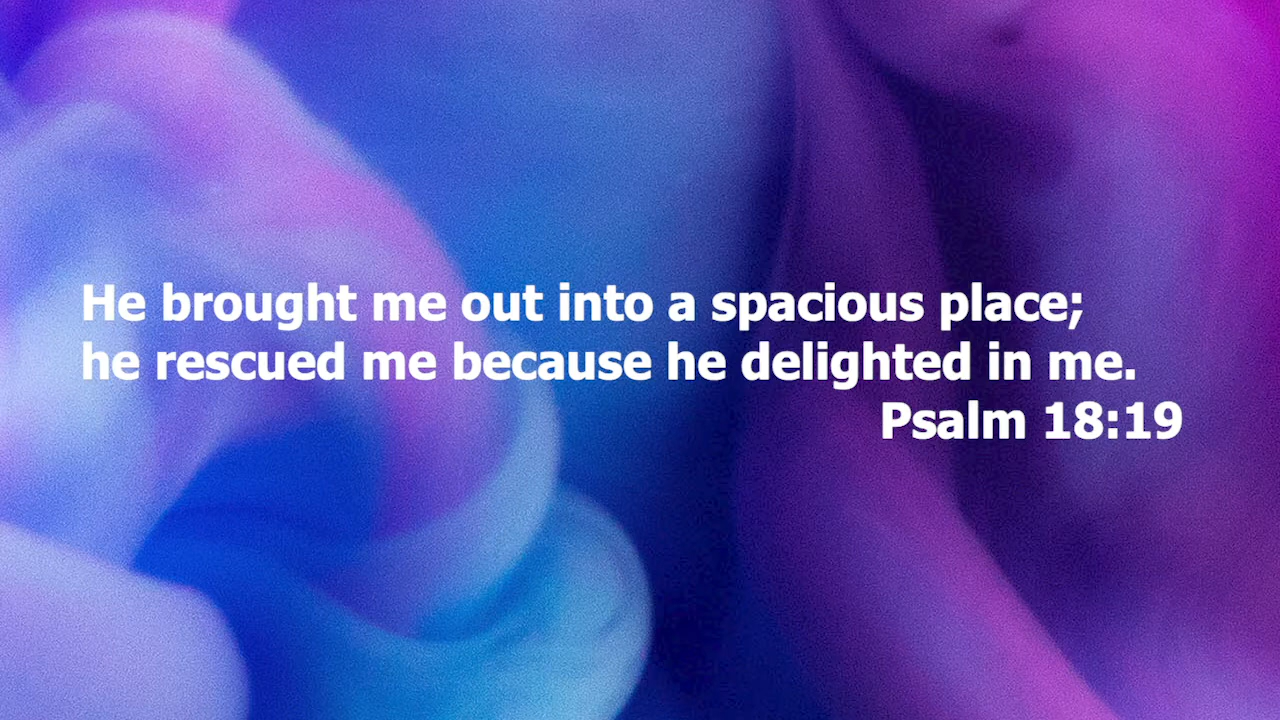 He brought me out into a spacious place;
he rescued me because he delighted in me.
Psalm 18:19